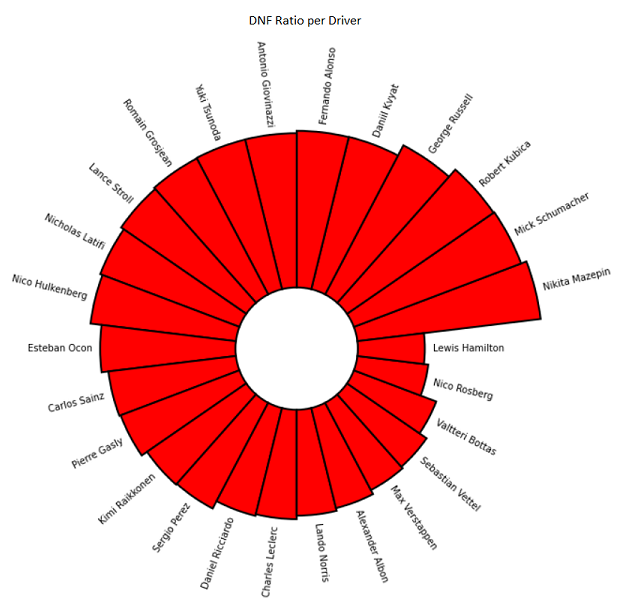 DNF Ratio per Driver
Lewis Hamilton
Nikita Mazepin
Mick Schumacher
Robert Kubica
George Russell
Daniil Kvyat
Fernando Alonso
Antonio Giovinazzi
Yuki Tsunoda
Romain Grosjean
Lance Stroll
Nicholas Latifi
Nico Hulkenberg
Esteban Ocon
Carlos Sainz
Pierre Gasly
Kimi Raikkonen
Sergio Perez
Daniel Ricciardo
Charles Leclerc
Lando Norris
Alexander Albon
Max Verstappen
Sebastian Vettel
Valtteri Bottas
Nico Rosberg